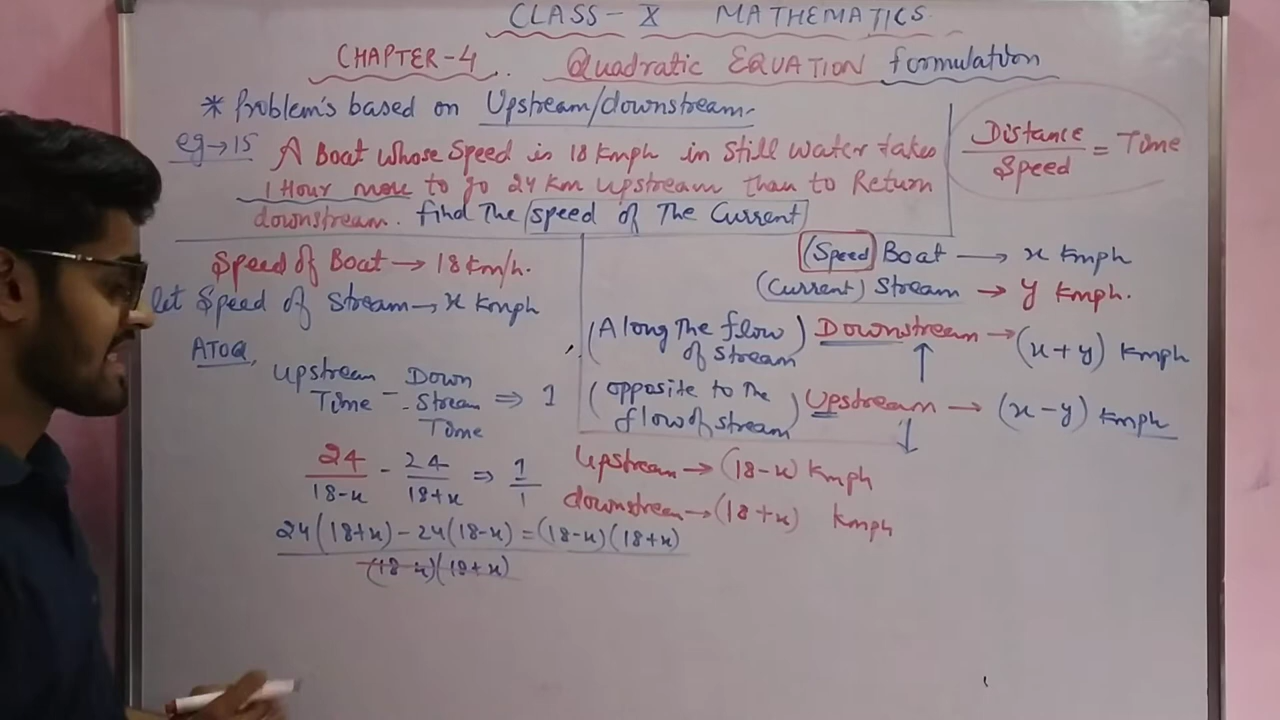 CLASS - X MATHEMATICS.
CHAPTER-4 . . Quadratic EQUATION formulation
* Problem's based on Upstream/downstream.
eg→15 A Boat whose speed is 18 Kmph in still water takes
1 Hour more to go 24 km upstream than to Return
downstream. find The speed of The Current
Distance/Speed = Time
Speed of Boat → 18 km/h.
let Speed of Stream → x Kmph
ATOQ,
Upstream Time - Down Stream Time ⇒ 1
24/18-x - 24/18+x ⇒ 1/1
24(18+x) - 24(18-x) = (18-x)(18+x)
(18-x)(18+x)
(Speed) Boat → x Kmph
(Current) Stream → y Kmph.
(Along The flow of stream) Downstream → (x+y) Kmph
(opposite to The flow of stream) Upstream → (x-y) Kmph
Upstream → (18-x) Kmph
downstream → (18+x) Kmph